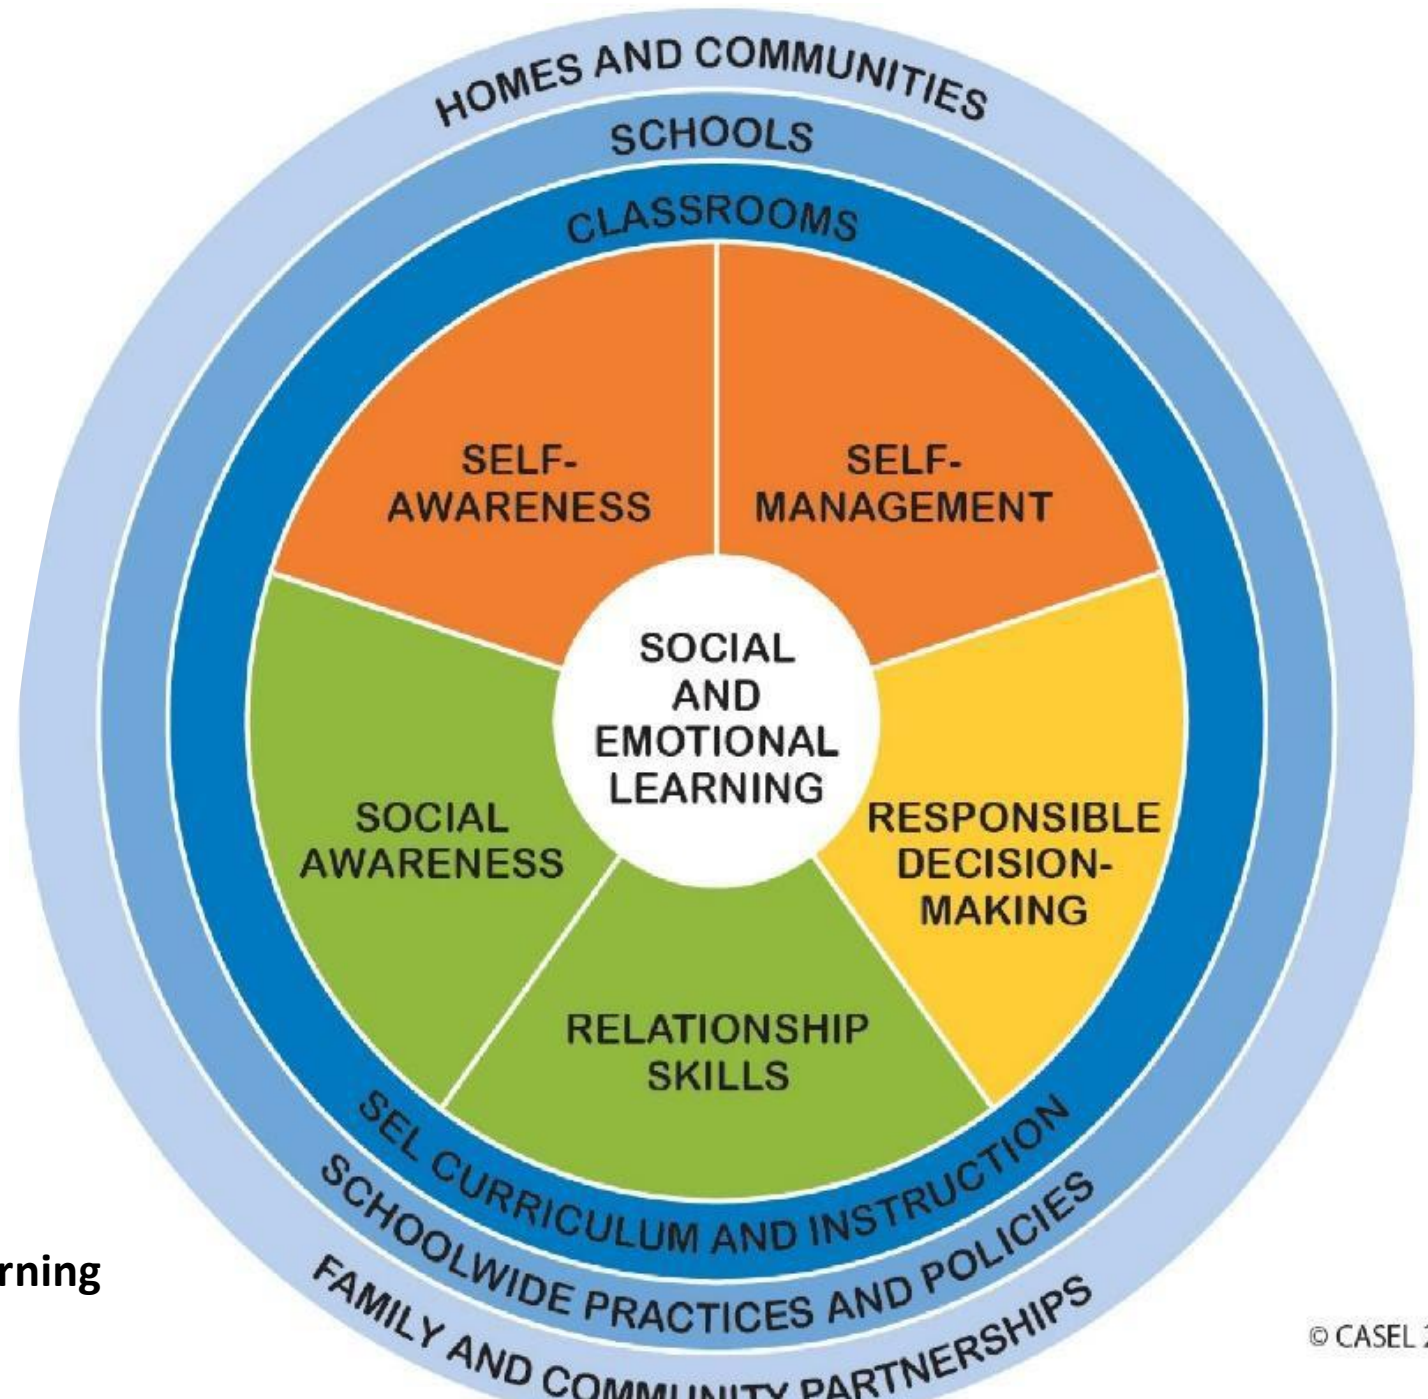 HOMES AND COMMUNITIES
SCHOOLS
CLASSROOMS
SELF-
AWARENESS
SELF-
MANAGEMENT
SOCIAL
AND
EMOTIONAL
LEARNING
SOCIAL
AWARENESS
RESPONSIBLE
DECISION-
MAKING
RELATIONSHIP
SKILLS
SEL CURRICULUM AND INSTRUCTION
SCHOOLWIDE PRACTICES AND POLICIES
FAMILY AND COMMUNITY PARTNERSHIPS
rning
© CASEL 2